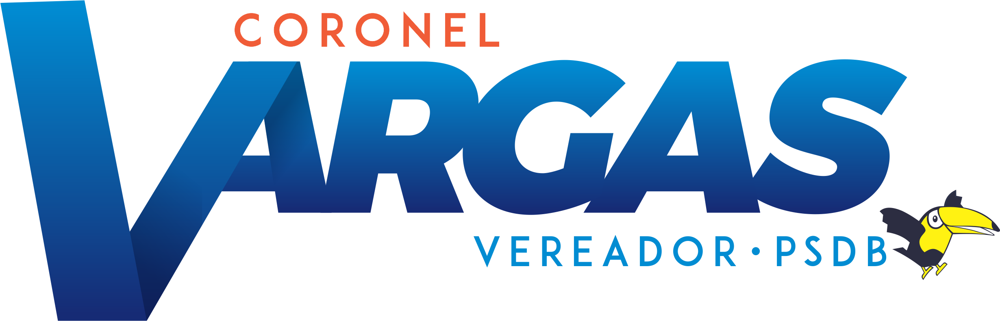 CORONEL
VARGAS
VEREADOR • PSDB